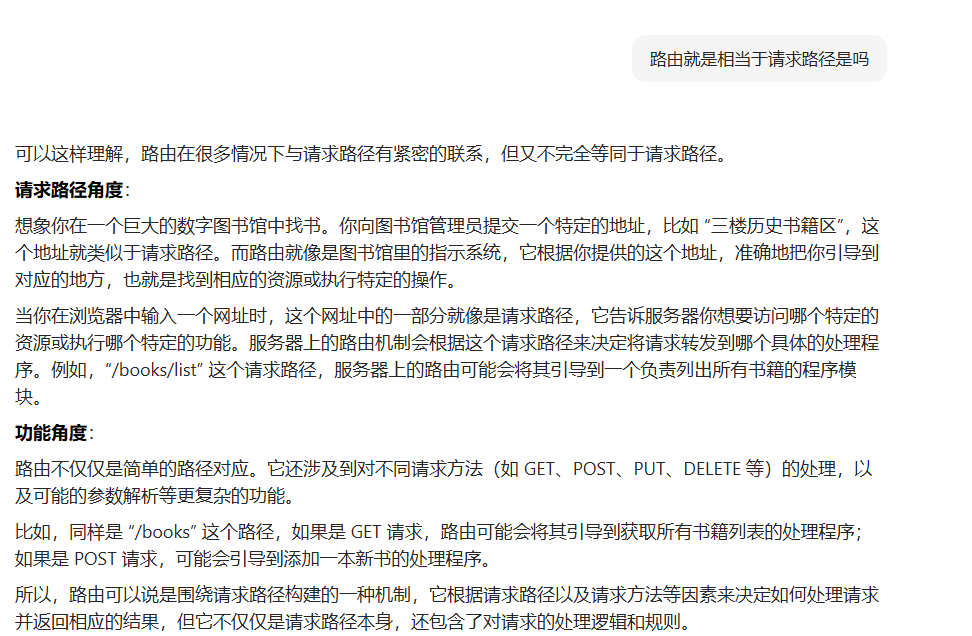 路由就是相当于请求路径是吗
可以这样理解，路由在很多情况下与请求路径有紧密的联系，但又不完全等同于请求路径。
请求路径角度：
想象你在一个巨大的数字图书馆中找书。你向图书馆管理员提交一个特定的地址，比如 “三楼历史书籍区”，这
个地址就类似于请求路径。而路由就像是图书馆里的指示系统，它根据你提供的这个地址，准确地把你引导到
对应的地方，也就是找到相应的资源或执行特定的操作。
当你在浏览器中输入一个网址时，这个网址中的一部分就像是请求路径，它告诉服务器你想要访问哪个特定的
资源或执行哪个特定的功能。服务器上的路由机制会根据这个请求路径来决定将请求转发到哪个具体的处理程
序。例如，“/books/list” 这个请求路径，服务器上的路由可能会将其引导到一个负责列出所有书籍的程序模
块。
功能角度：
路由不仅仅是简单的路径对应。它还涉及到对不同请求方法（如 GET、POST、PUT、DELETE 等）的处理，以
及可能的参数解析等更复杂的功能。
比如，同样是 “/books” 这个路径，如果是 GET 请求，路由可能会将其引导到获取所有书籍列表的处理程序；
如果是 POST 请求，可能会引导到添加一本新书的处理程序。
所以，路由可以说是围绕请求路径构建的一种机制，它根据请求路径以及请求方法等因素来决定如何处理请求
并返回相应的结果，但它不仅仅是请求路径本身，还包含了对请求的处理逻辑和规则。